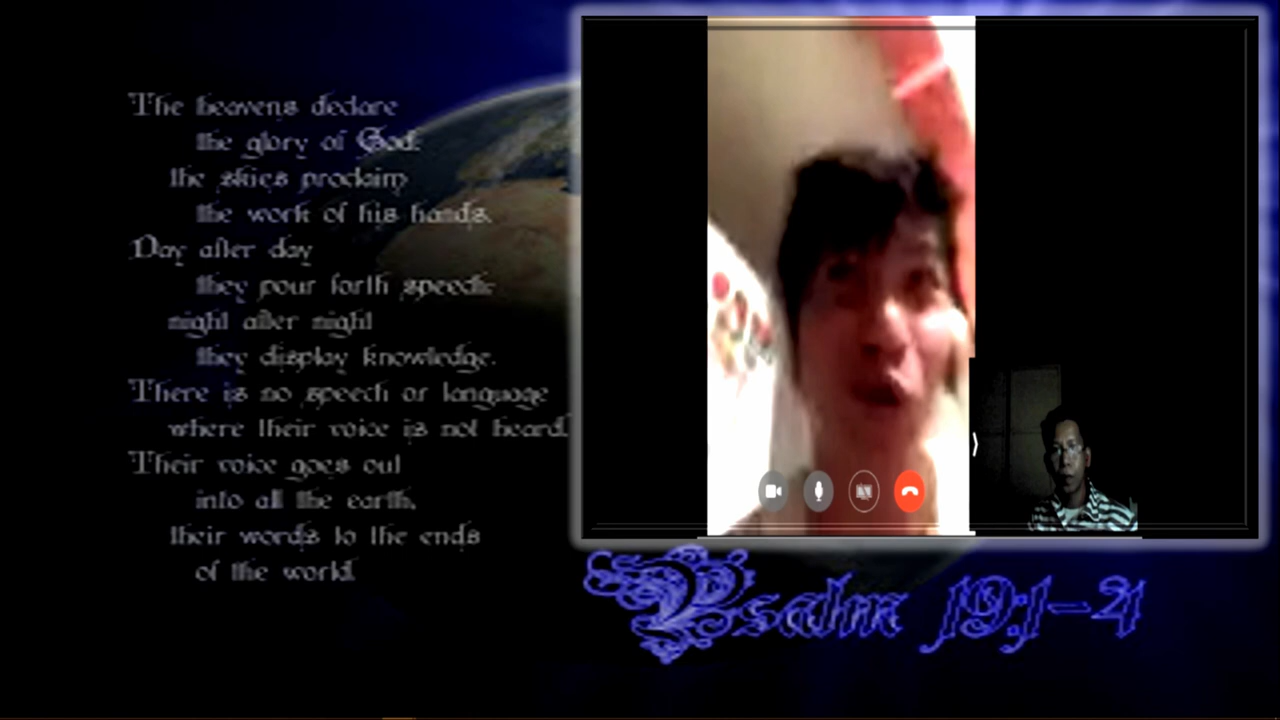 The heavens declare
the glory of God;
the skies proclaim
the work of his hands.
Day after day
they pour forth speech;
night after night
they display knowledge.
There is no speech or language
where their voice is not heard.
Their voice goes out
into all the earth,
their words to the ends
of the world.
Psalm 19:1-4